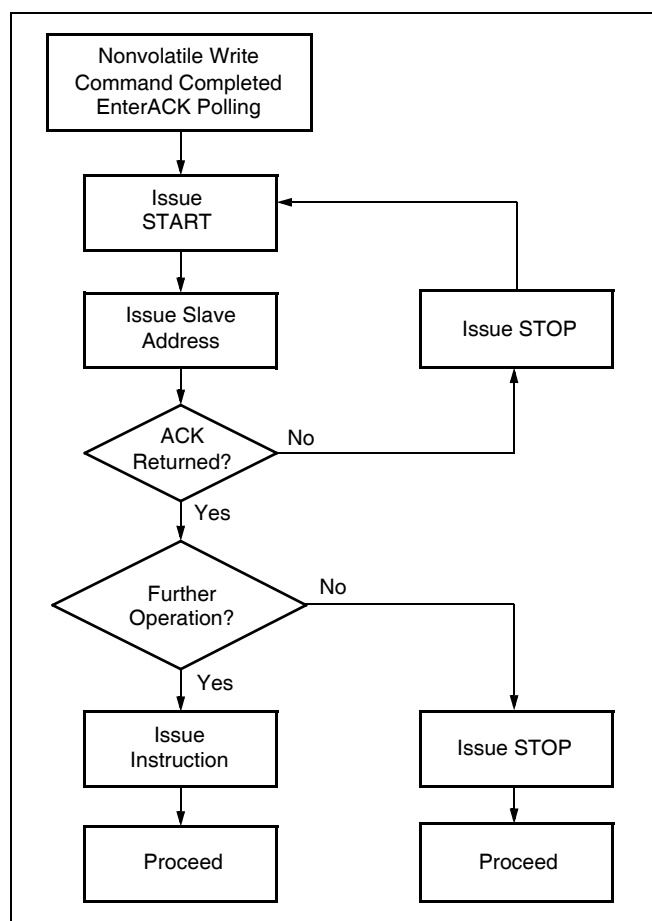 Nonvolatile Write
Command Completed
EnterACK Polling
Issue
START
Issue Slave
Address
Issue STOP
ACK
Returned?
No
Yes
Further
Operation?
No
Yes
Issue
Instruction
Issue STOP
Proceed
Proceed